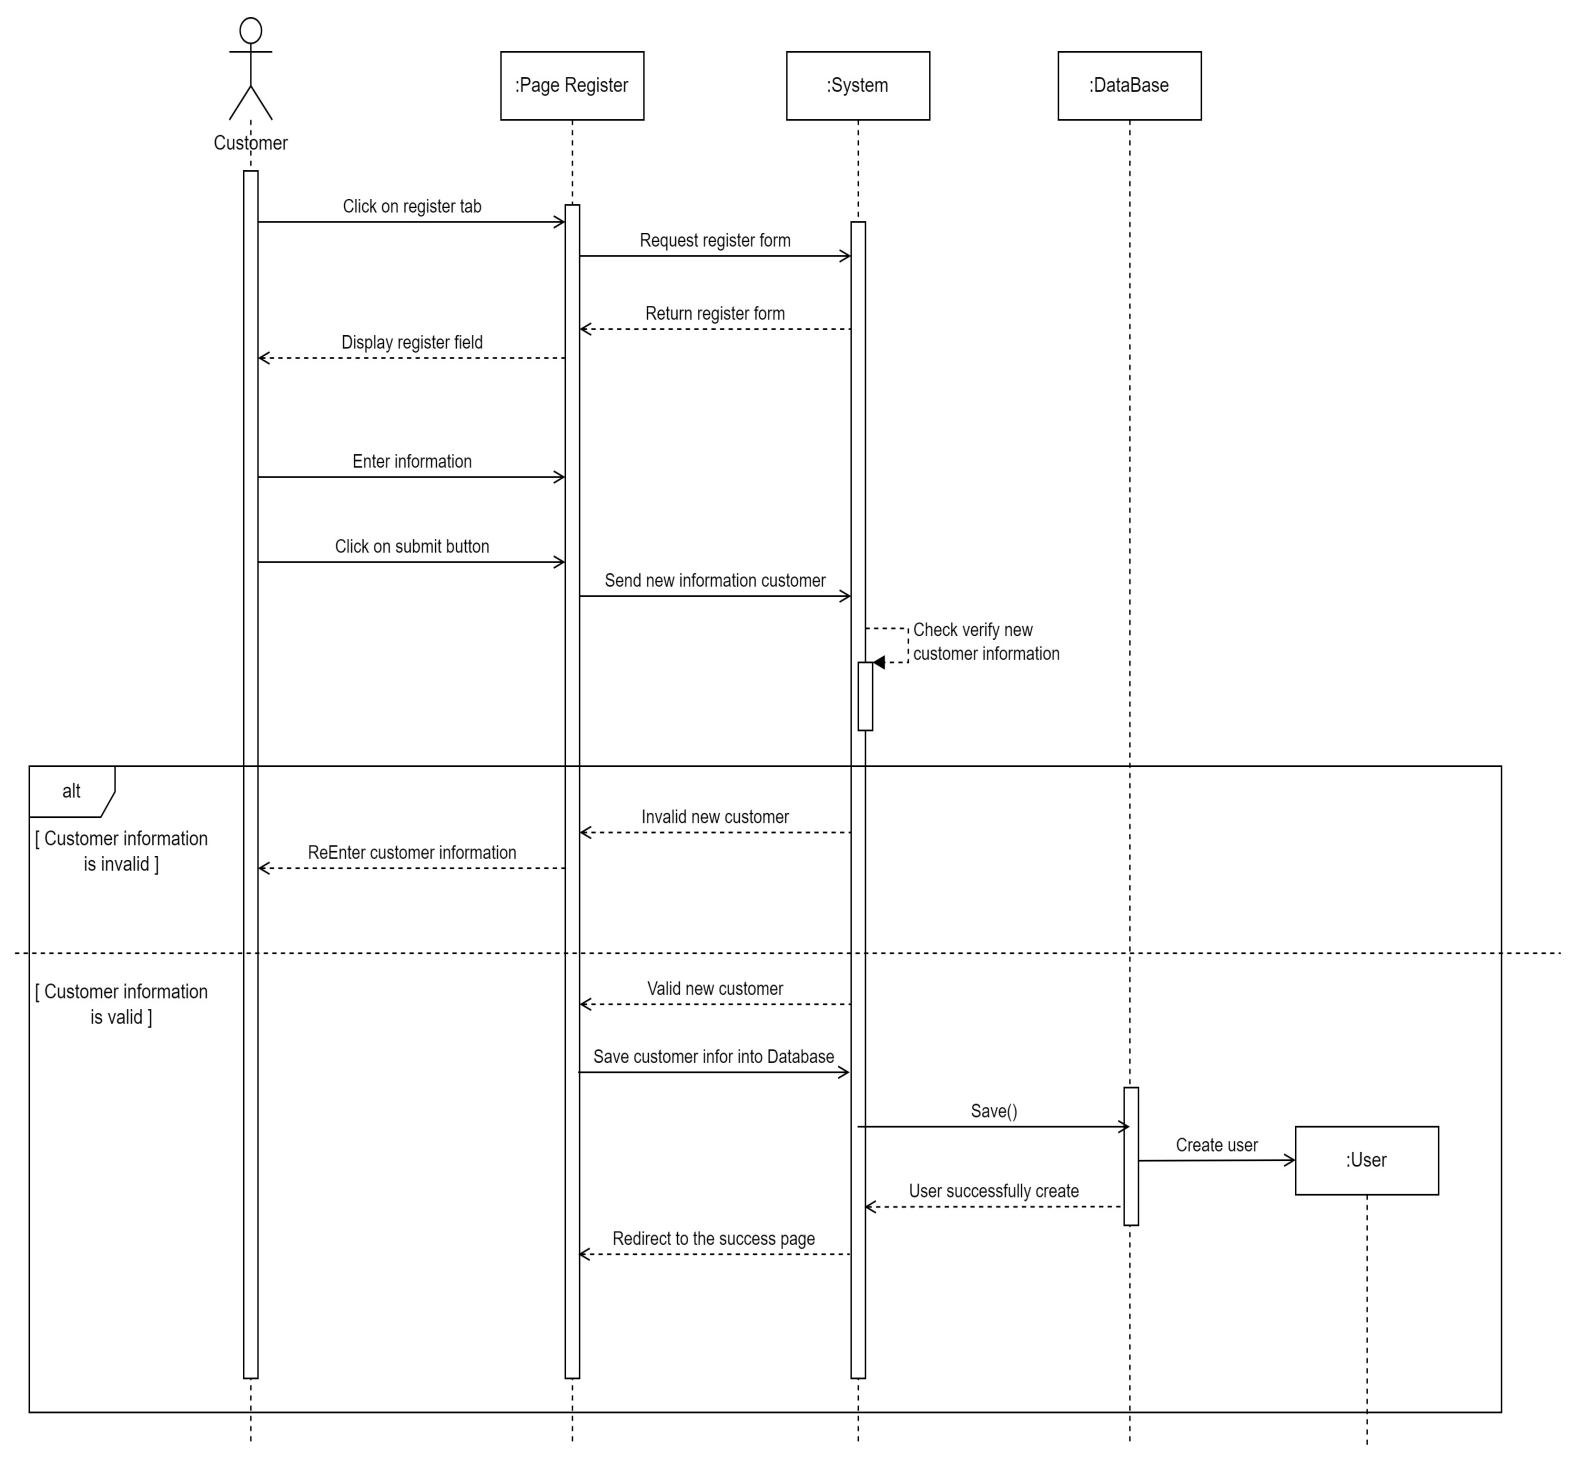 :Page Register
:System
:DataBase
Customer
Click on register tab
Request register form
Return register form
Display register field
Enter information
Click on submit button
Send new information customer
Check verify new
customer information
alt
Invalid new customer
[ Customer information
is invalid ]
ReEnter customer information
Valid new customer
[ Customer information
is valid ]
Save customer infor into Database
Save()
Create user
:User
User successfully create
Redirect to the success page